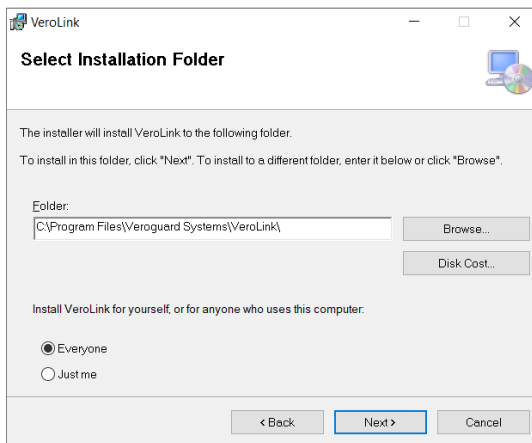 VeroLink
Select Installation Folder
The installer will install VeroLink to the following folder.
To install in this folder, click "Next". To install to a different folder, enter it below or click "Browse".
Folder:
C:\Program Files\Veroguard Systems\VeroLink\
Browse...
Disk Cost...
Install VeroLink for yourself, or for anyone who uses this computer:
Everyone
Just me
< Back
Next >
Cancel